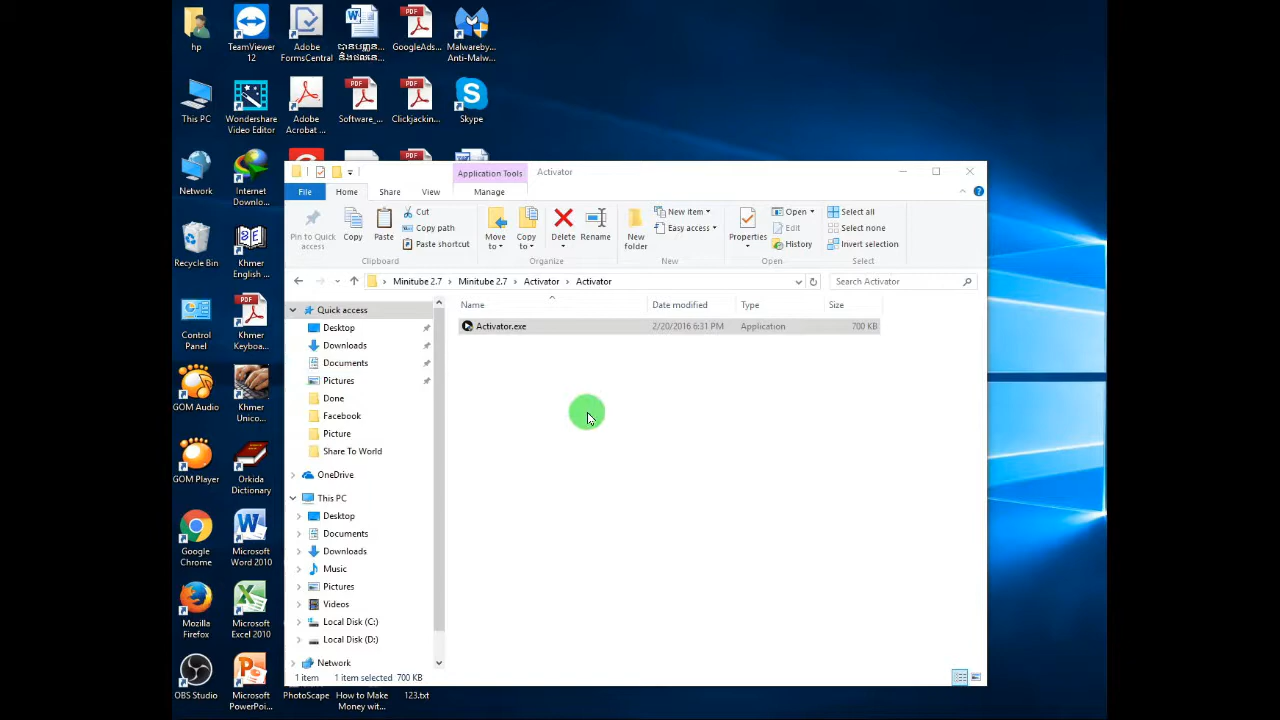 hp
TeamViewer
12
Adobe
FormsCentral
GoogleAds...
Malwareby...
Anti-Malw...
This PC
Wondershare
Video Editor
Adobe
Acrobat ...
Software_...
Clickjackin...
Skype
Network
Internet
Downlo...
Recycle Bin
Khmer
English ...
Control
Panel
Khmer
Keyboa...
GOM Audio
Khmer
Unico...
GOM Player
Orkida
Dictionary
Google
Chrome
Microsoft
Word 2010
Mozilla
Firefox
Microsoft
Excel 2010
OBS Studio
Microsoft
PowerPoi...
PhotoScape
How to Make
Money wit...
123.txt
Application Tools
Activator
File
Home
Share
View
Manage
Pin to Quick
access
Copy
Paste
Cut
Copy path
Paste shortcut
Clipboard
Move
to
Copy
to
Delete
Rename
Organize
New
folder
New item
Easy access
New
Properties
Open
Edit
History
Open
Select all
Select none
Invert selection
Select
Minitube 2.7 > Minitube 2.7 > Activator > Activator
Search Activator
Name
Date modified
Type
Size
Activator.exe
2/20/2016 6:31 PM
Application
700 KB
Quick access
Desktop
Downloads
Documents
Pictures
Done
Facebook
Picture
Share To World
OneDrive
This PC
Desktop
Documents
Downloads
Music
Pictures
Videos
Local Disk (C:)
Local Disk (D:)
Network
1 item
1 item selected 700 KB